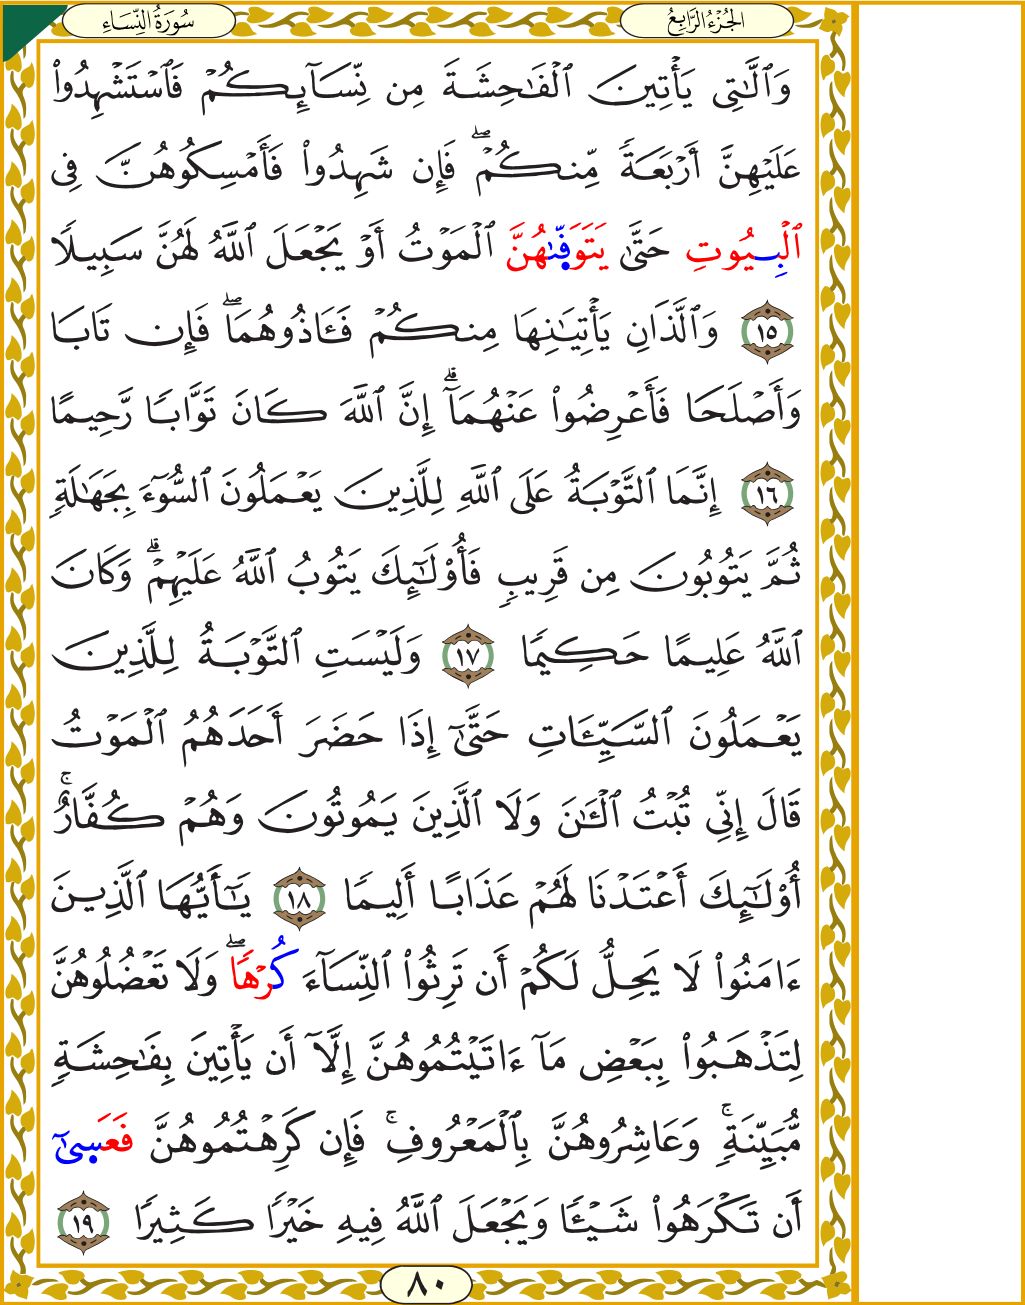 سُورَةُ النِّسَاءِ
الجُزْءُ الرَّابِعُ
وَٱلَّٰتِي يَأۡتِينَ ٱلۡفَٰحِشَةَ مِن نِّسَآئِكُمۡ فَٱسۡتَشۡهِدُواْ
عَلَيۡهِنَّ أَرۡبَعَةٗ مِّنكُمۡۖ فَإِن شَهِدُواْ فَأَمۡسِكُوهُنَّ فِي
ٱلۡبِيُوتِ حَتَّىٰ يَتَوَفّىٰهُنَّ ٱلۡمَوۡتُ أَوۡ يَجۡعَلَ ٱللَّهُ لَهُنَّ سَبِيلٗا
١٥ وَٱلَّذَانِ يَأۡتِيَٰنِهَا مِنكُمۡ فَـَٔاذُوهُمَاۖ فَإِن تَابَا
وَأَصۡلَحَا فَأَعۡرِضُواْ عَنۡهُمَآۗ إِنَّ ٱللَّهَ كَانَ تَوَّابٗا رَّحِيمًا
١٦ إِنَّمَا ٱلتَّوۡبَةُ عَلَى ٱللَّهِ لِلَّذِينَ يَعۡمَلُونَ ٱلسُّوٓءَ بِجَهَٰلَةٖ
ثُمَّ يَتُوبُونَ مِن قَرِيبٖ فَأُوْلَٰٓئِكَ يَتُوبُ ٱللَّهُ عَلَيۡهِمۡۗ وَكَانَ
ٱللَّهُ عَلِيمًا حَكِيمٗا ١٧ وَلَيۡسَتِ ٱلتَّوۡبَةُ لِلَّذِينَ
يَعۡمَلُونَ ٱلسَّيِّـَٔاتِ حَتَّىٰٓ إِذَا حَضَرَ أَحَدَهُمُ ٱلۡمَوۡتُ
قَالَ إِنِّي تُبۡتُ ٱلۡـَٰٔنَ وَلَا ٱلَّذِينَ يَمُوتُونَ وَهُمۡ كُفَّارٌۚ
أُوْلَٰٓئِكَ أَعۡتَدۡنَا لَهُمۡ عَذَابًا أَلِيمٗا ١٨ يَٰٓأَيُّهَا ٱلَّذِينَ
ءَامَنُواْ لَا يَحِلُّ لَكُمۡ أَن تَرِثُواْ ٱلنِّسَآءَ كُرۡهٗاۖ وَلَا تَعۡضُلُوهُنَّ
لِتَذۡهَبُواْ بِبَعۡضِ مَآ ءَاتَيۡتُمُوهُنَّ إِلَّآ أَن يَأۡتِينَ بِفَٰحِشَةٖ
مُّبَيِّنَةٖۚ وَعَاشِرُوهُنَّ بِٱلۡمَعۡرُوفِۚ فَإِن كَرِهۡتُمُوهُنَّ فَعَسىٰٓ
أَن تَكۡرَهُواْ شَيۡـٔٗا وَيَجۡعَلَ ٱللَّهُ فِيهِ خَيۡرٗا كَثِيرٗا ١٩
٨٠